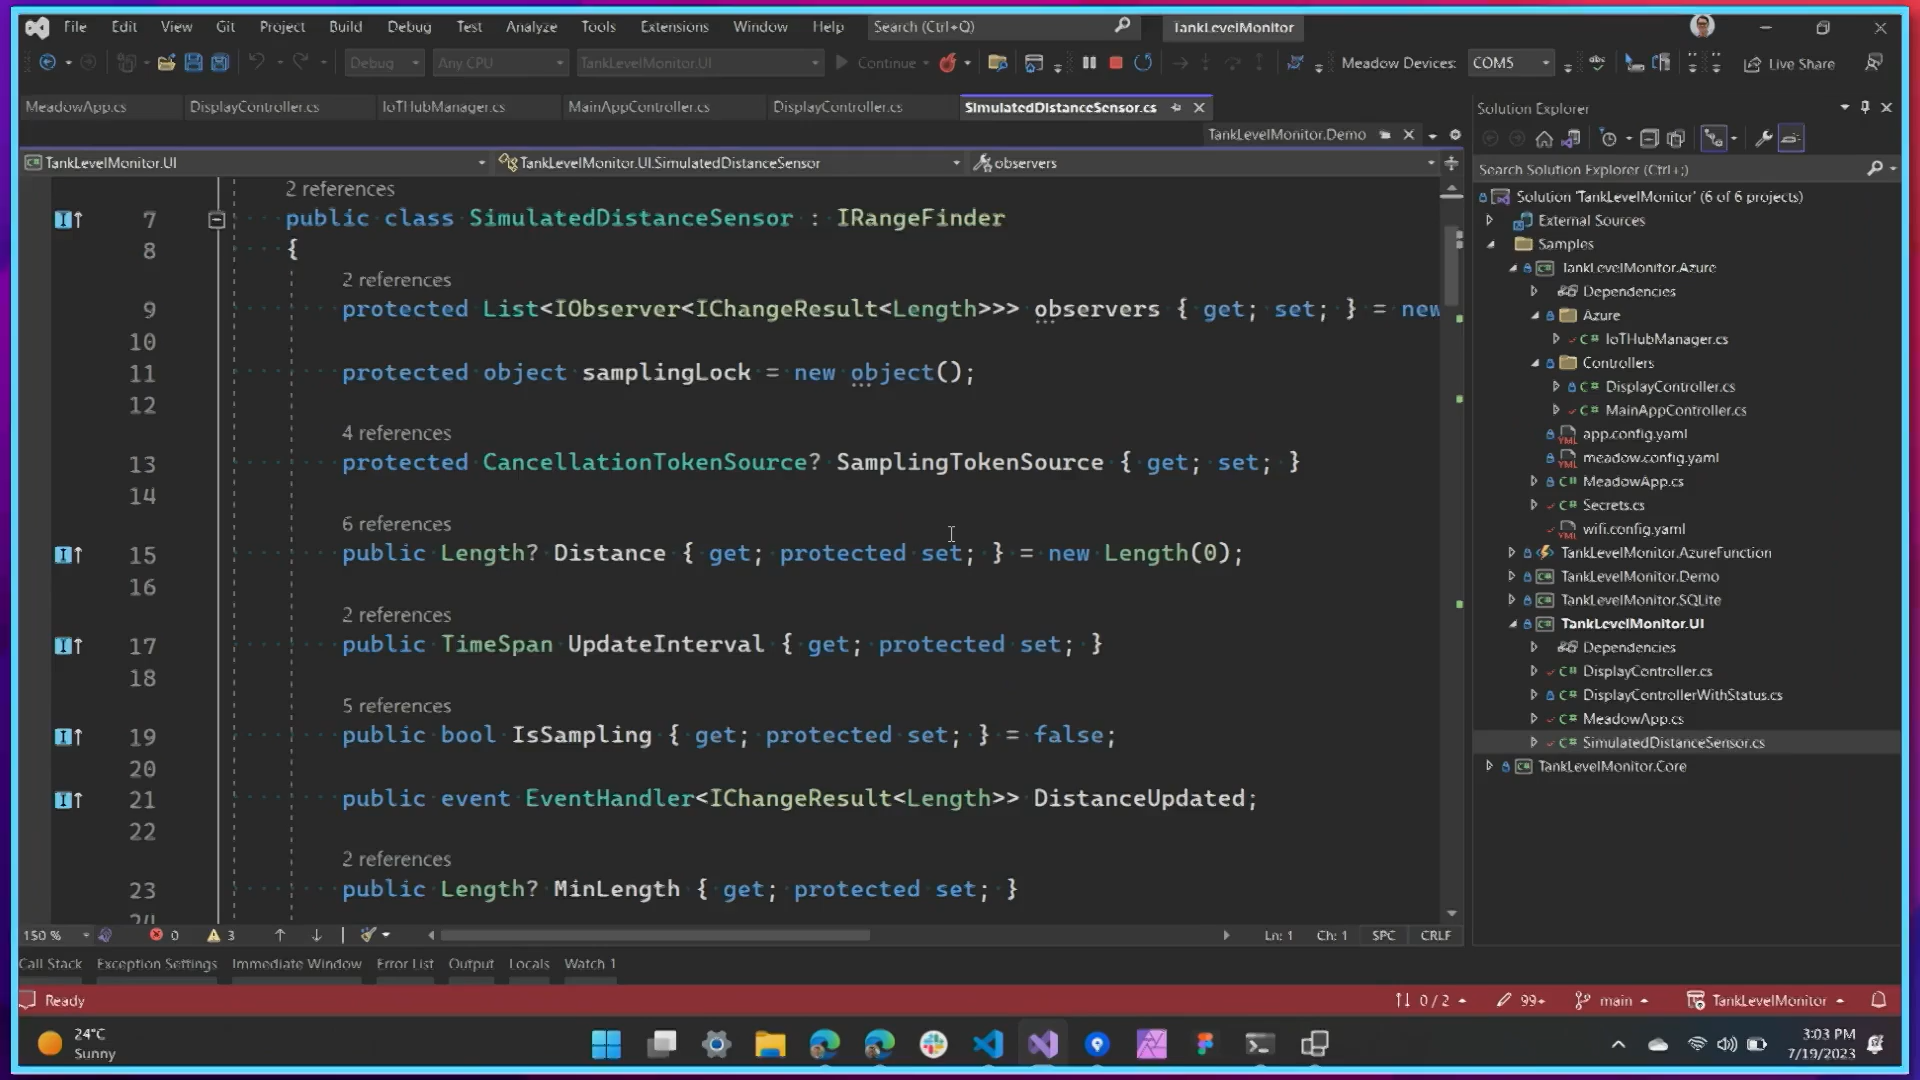 File Edit View Git Project Build Debug Test Analyze Tools Extensions Window Help Search (Ctrl+Q) TankLevelMonitor
Debug Any CPU TankLevelMonitor.UI Continue Meadow Devices: COM5 Live Share
MeadowApp.cs DisplayController.cs IoTHubManager.cs MainAppController.cs DisplayController.cs SimulatedDistanceSensor.cs
TankLevelMonitor.Demo
TankLevelMonitor.UI TankLevelMonitor.UI.SimulatedDistanceSensor observers
2 references
7 public class SimulatedDistanceSensor : IRangeFinder
8 {
2 references
9 protected List<IObserver<IChangeResult<Length>>> observers { get; set; } = new
10
11 protected object samplingLock = new object();
12
4 references
13 protected CancellationTokenSource? SamplingTokenSource { get; set; }
14
6 references
15 public Length? Distance { get; protected set; } = new Length(0);
16
2 references
17 public TimeSpan UpdateInterval { get; protected set; }
18
5 references
19 public bool IsSampling { get; protected set; } = false;
20
21 public event EventHandler<IChangeResult<Length>> DistanceUpdated;
22
2 references
23 public Length? MinLength { get; protected set; }
24
150 % 0 3 Ln: 1 Ch: 1 SPC CRLF
Call Stack Exception Settings Immediate Window Error List Output Locals Watch 1
Solution Explorer
Search Solution Explorer (Ctrl+;)
Solution 'TankLevelMonitor' (6 of 6 projects)
External Sources
Samples
TankLevelMonitor.Azure
Dependencies
Azure
C# IoTHubManager.cs
Controllers
C# DisplayController.cs
C# MainAppController.cs
YML app.config.yaml
YML meadow.config.yaml
C# MeadowApp.cs
C# Secrets.cs
YML wifi.config.yaml
TankLevelMonitor.AzureFunction
TankLevelMonitor.Demo
TankLevelMonitor.SQLite
TankLevelMonitor.UI
Dependencies
C# DisplayController.cs
C# DisplayControllerWithStatus.cs
C# MeadowApp.cs
C# SimulatedDistanceSensor.cs
TankLevelMonitor.Core
Ready 0 / 2 99+ main TankLevelMonitor
24°C
Sunny
3:03 PM
7/19/2023